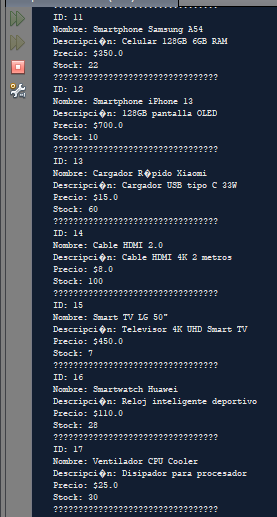 ??????????????????????????????????
ID: 11
Nombre: Smartphone Samsung A54
Descripci�n: Celular 128GB 6GB RAM
Precio: $350.0
Stock: 22
??????????????????????????????????
ID: 12
Nombre: Smartphone iPhone 13
Descripci�n: 128GB pantalla OLED
Precio: $700.0
Stock: 10
??????????????????????????????????
ID: 13
Nombre: Cargador R�pido Xiaomi
Descripci�n: Cargador USB tipo C 33W
Precio: $15.0
Stock: 60
??????????????????????????????????
ID: 14
Nombre: Cable HDMI 2.0
Descripci�n: Cable HDMI 4K 2 metros
Precio: $8.0
Stock: 100
??????????????????????????????????
ID: 15
Nombre: Smart TV LG 50"
Descripci�n: Televisor 4K UHD Smart TV
Precio: $450.0
Stock: 7
??????????????????????????????????
ID: 16
Nombre: Smartwatch Huawei
Descripci�n: Reloj inteligente deportivo
Precio: $110.0
Stock: 28
??????????????????????????????????
ID: 17
Nombre: Ventilador CPU Cooler
Descripci�n: Disipador para procesador
Precio: $25.0
Stock: 30
??????????????????????????????????